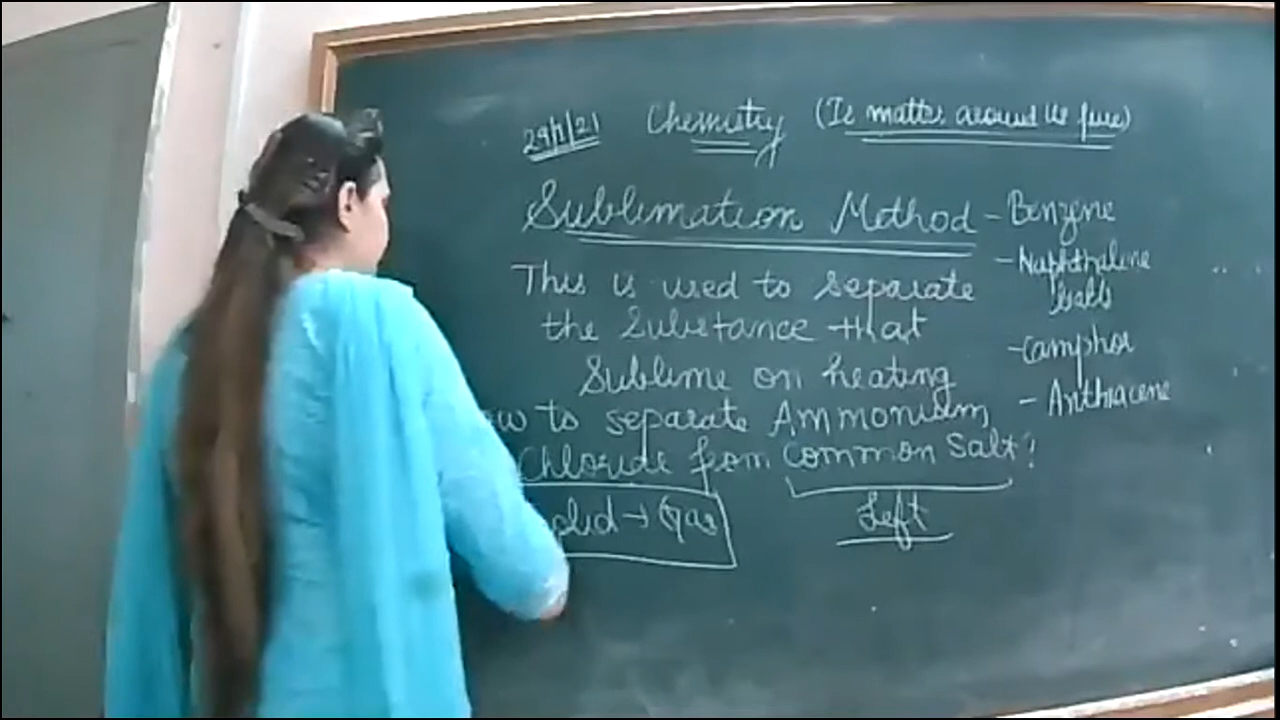 29/1/21 Chemistry (Is matter around us pure)
Sublimation Method - Benzene
- Naphthalene
balls
This is used to separate
the Substance that
- Camphor
Sublime on heating
- Anthracene
ow to separate Ammonium
Chloride from Common Salt?
olid → Gas
Left